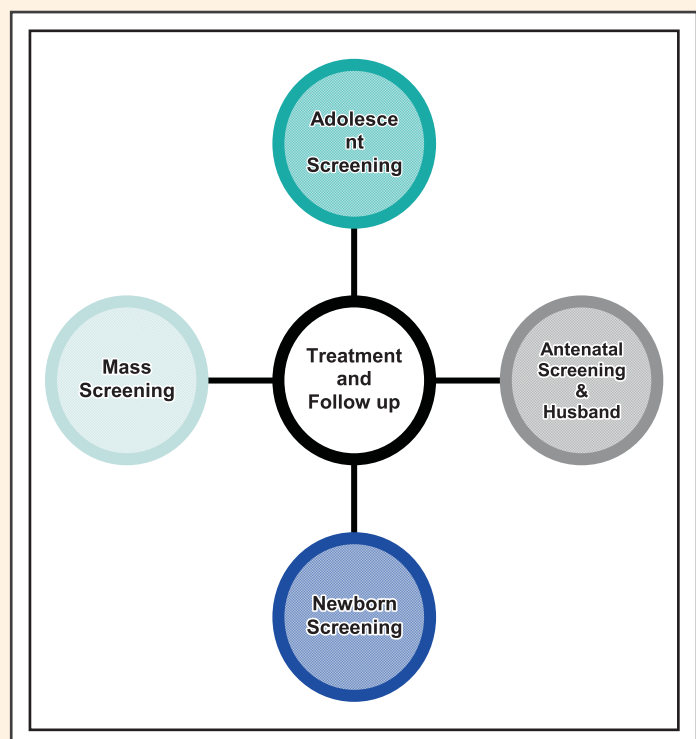 Adolesce
nt
Screening
Mass
Screening
Treatment
and
Follow up
Antenatal
Screening
&
Husband
Newborn
Screening